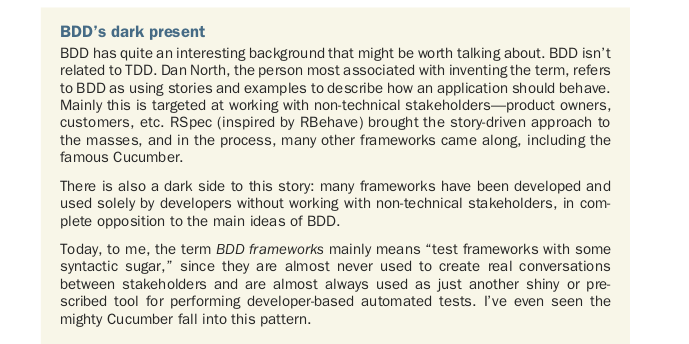 BDD's dark present
BDD has quite an interesting background that might be worth talking about. BDD isn't
related to TDD. Dan North, the person most associated with inventing the term, refers
to BDD as using stories and examples to describe how an application should behave.
Mainly this is targeted at working with non-technical stakeholders—product owners,
customers, etc. RSpec (inspired by RBehave) brought the story-driven approach to
the masses, and in the process, many other frameworks came along, including the
famous Cucumber.
There is also a dark side to this story: many frameworks have been developed and
used solely by developers without working with non-technical stakeholders, in com-
plete opposition to the main ideas of BDD.
Today, to me, the term BDD frameworks mainly means “test frameworks with some
syntactic sugar,” since they are almost never used to create real conversations
between stakeholders and are almost always used as just another shiny or pre-
scribed tool for performing developer-based automated tests. I've even seen the
mighty Cucumber fall into this pattern.